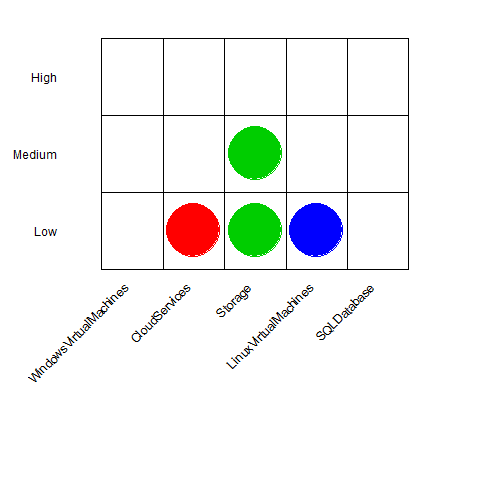 High
Medium
Low
WindowsVirtualMachines
CloudServices
Storage
LinuxVirtualMachines
SQLDatabase